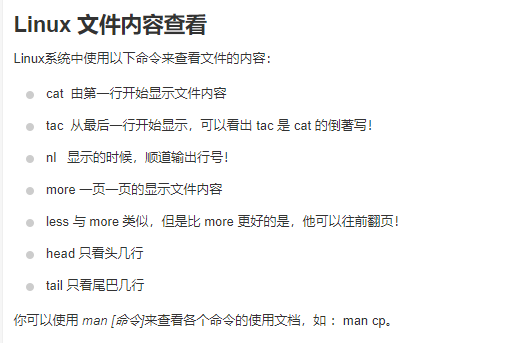 Linux 文件内容查看
Linux系统中使用以下命令来查看文件的内容：
cat 由第一行开始显示文件内容
tac 从最后一行开始显示，可以看出 tac 是 cat 的倒著写！
nl 显示的时候，顺道输出行号！
more 一页一页的显示文件内容
less 与 more 类似，但是比 more 更好的是，他可以往前翻页！
head 只看头几行
tail 只看尾巴几行
你可以使用 man [命令]来查看各个命令的使用文档，如 ：man cp。